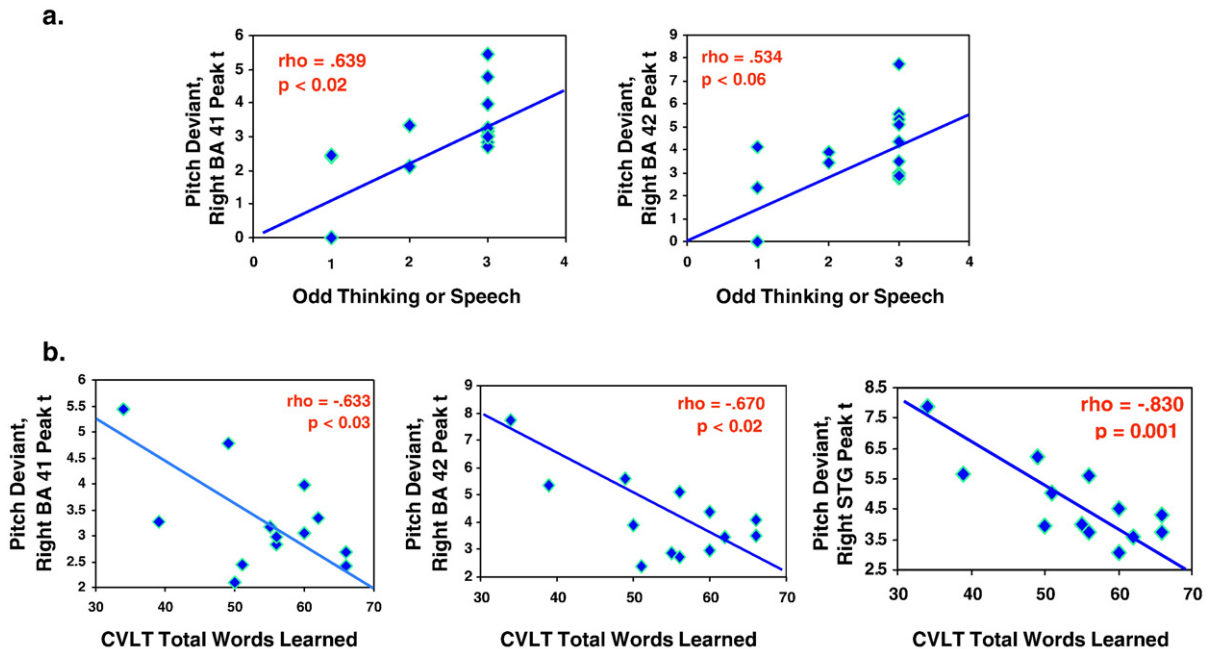 a.
Pitch Deviant,
Right BA 41 Peak t
6
5
4
3
2
1
0
rho = .639
p < 0.02
0 1 2 3 4
Odd Thinking or Speech
Pitch Deviant,
Right BA 42 Peak t
9
8
7
6
5
4
3
2
1
0
rho = .534
p < 0.06
0 1 2 3 4
Odd Thinking or Speech
b.
Pitch Deviant,
Right BA 41 Peak t
6
5.5
5
4.5
4
3.5
3
2.5
2
rho = -.633
p < 0.03
30 40 50 60 70
CVLT Total Words Learned
Pitch Deviant,
Right BA 42 Peak t
9
8
7
6
5
4
3
2
rho = -.670
p < 0.02
30 40 50 60 70
CVLT Total Words Learned
Pitch Deviant,
Right STG Peak t
8.5
7.5
6.5
5.5
4.5
3.5
2.5
rho = -.830
p = 0.001
30 40 50 60 70
CVLT Total Words Learned